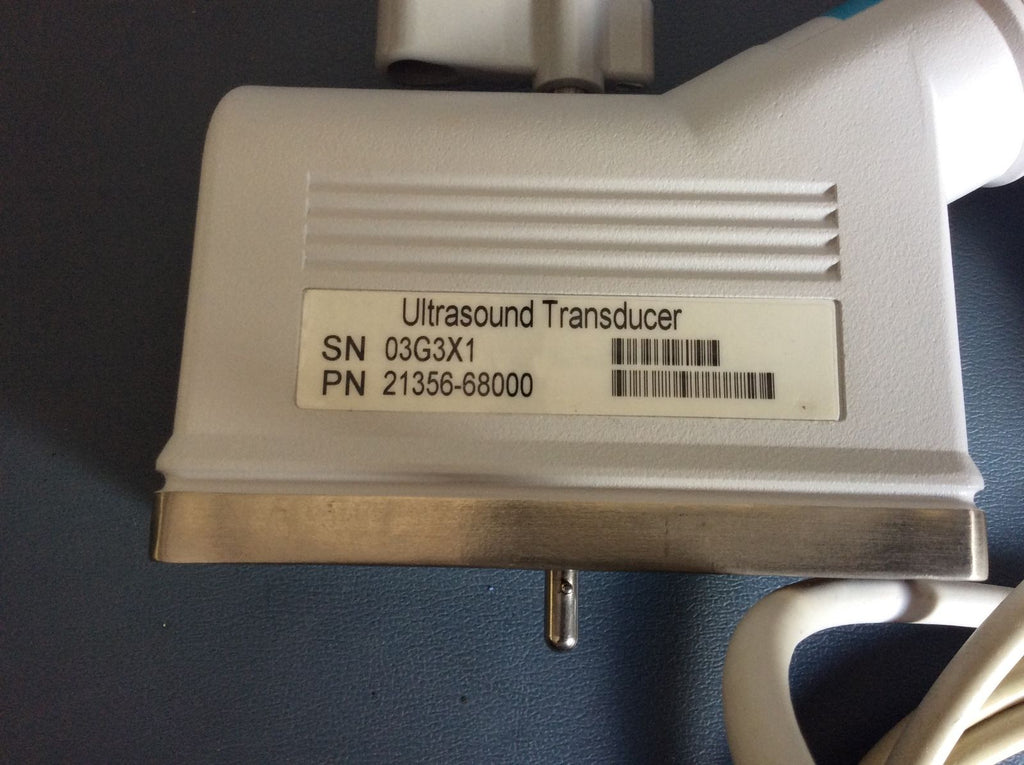 Ultrasound Transducer
SN 03G3X1
PN 21356-68000